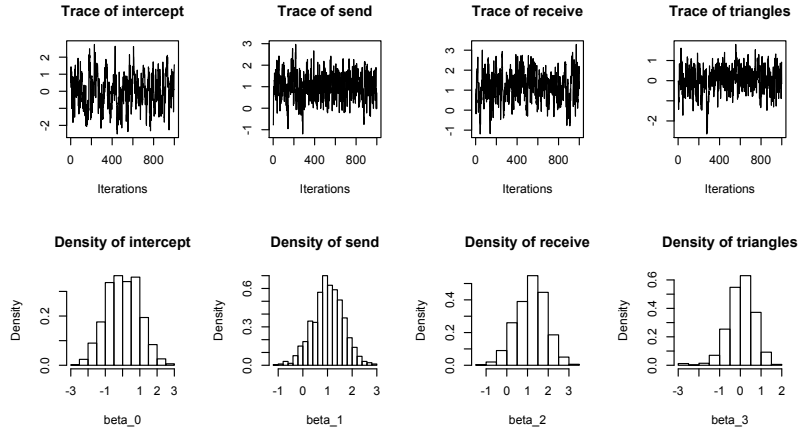 Trace of intercept
Trace of send
Trace of receive
Trace of triangles
2
1
0
-2
0 400 800
Iterations
3
2
1
0
-1
0 400 800
Iterations
3
2
1
0
-1
0 400 800
Iterations
1
0
-2
0 400 800
Iterations
Density of intercept
Density of send
Density of receive
Density of triangles
Density
0.2
0.0
-3 -1 1 2 3
beta_0
Density
0.6
0.3
0.0
-1 0 1 2 3
beta_1
Density
0.4
0.2
0.0
-1 0 1 2 3
beta_2
Density
0.6
0.4
0.2
0.0
-3 -1 0 1 2
beta_3